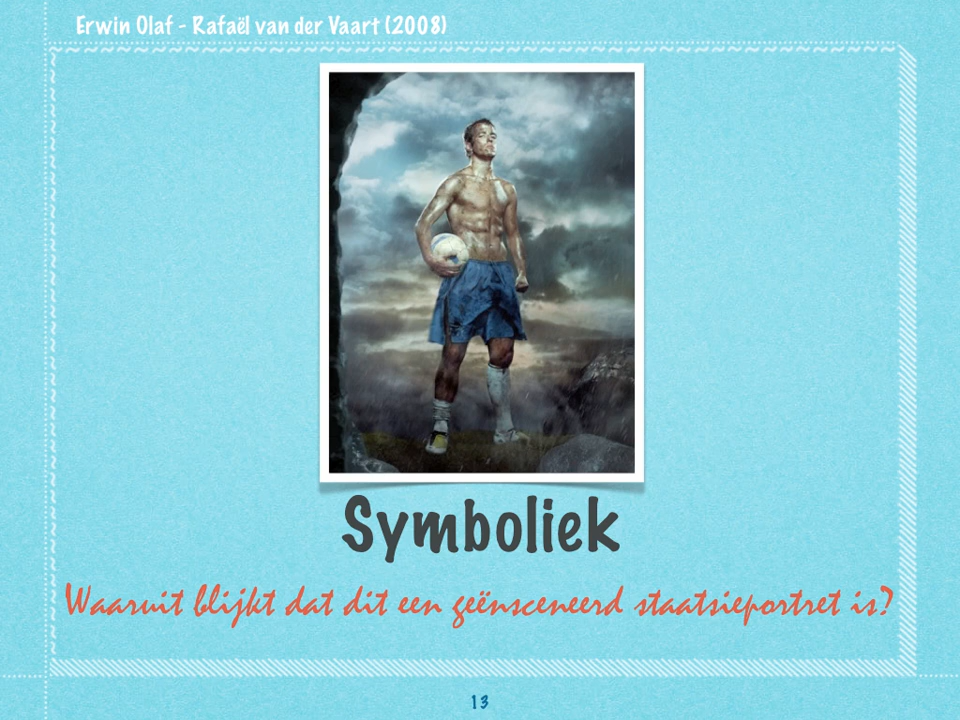 Erwin Olaf - Rafaël van der Vaart (2008)
Symboliek
Waaruit blijkt dat dit een geënsceneerd staatsieportret is?
13